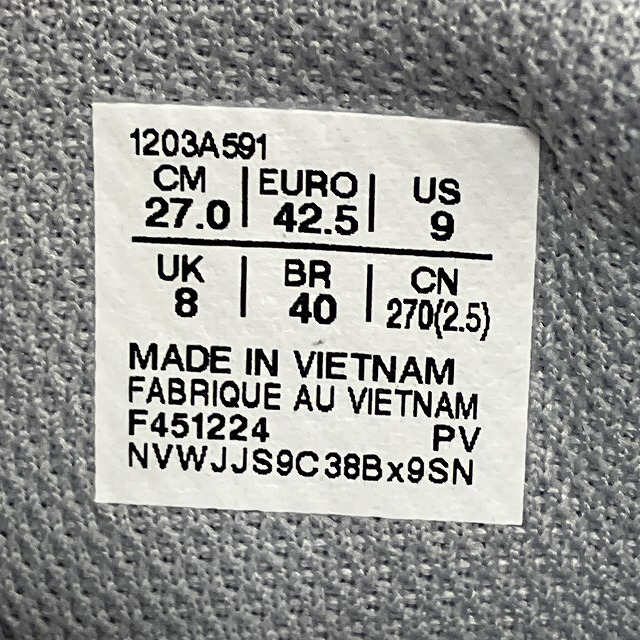 1203A591
CM | EURO | US
27.0 | 42.5 | 9
UK | BR | CN
8 | 40 | 270(2.5)
MADE IN VIETNAM
FABRIQUE AU VIETNAM
F451224 PV
NVWJJS9C38Bx9SN